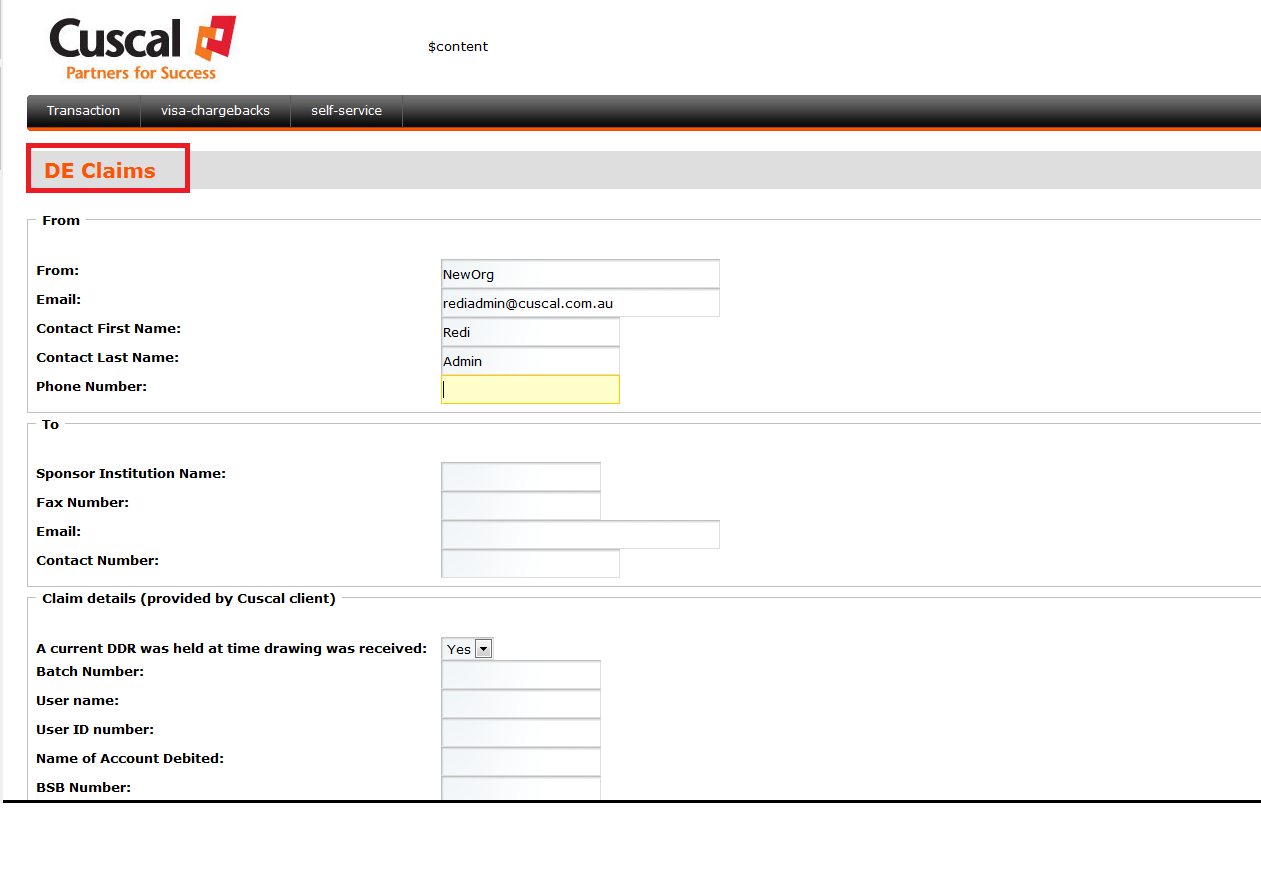 Cuscal
Partners for Success
$content
Transaction visa-chargebacks self-service
DE Claims
From
From: NewOrg
Email: rediadmin@cuscal.com.au
Contact First Name: Redi
Contact Last Name: Admin
Phone Number:
To
Sponsor Institution Name:
Fax Number:
Email:
Contact Number:
Claim details (provided by Cuscal client)
A current DDR was held at time drawing was received: Yes
Batch Number:
User name:
User ID number:
Name of Account Debited:
BSB Number: